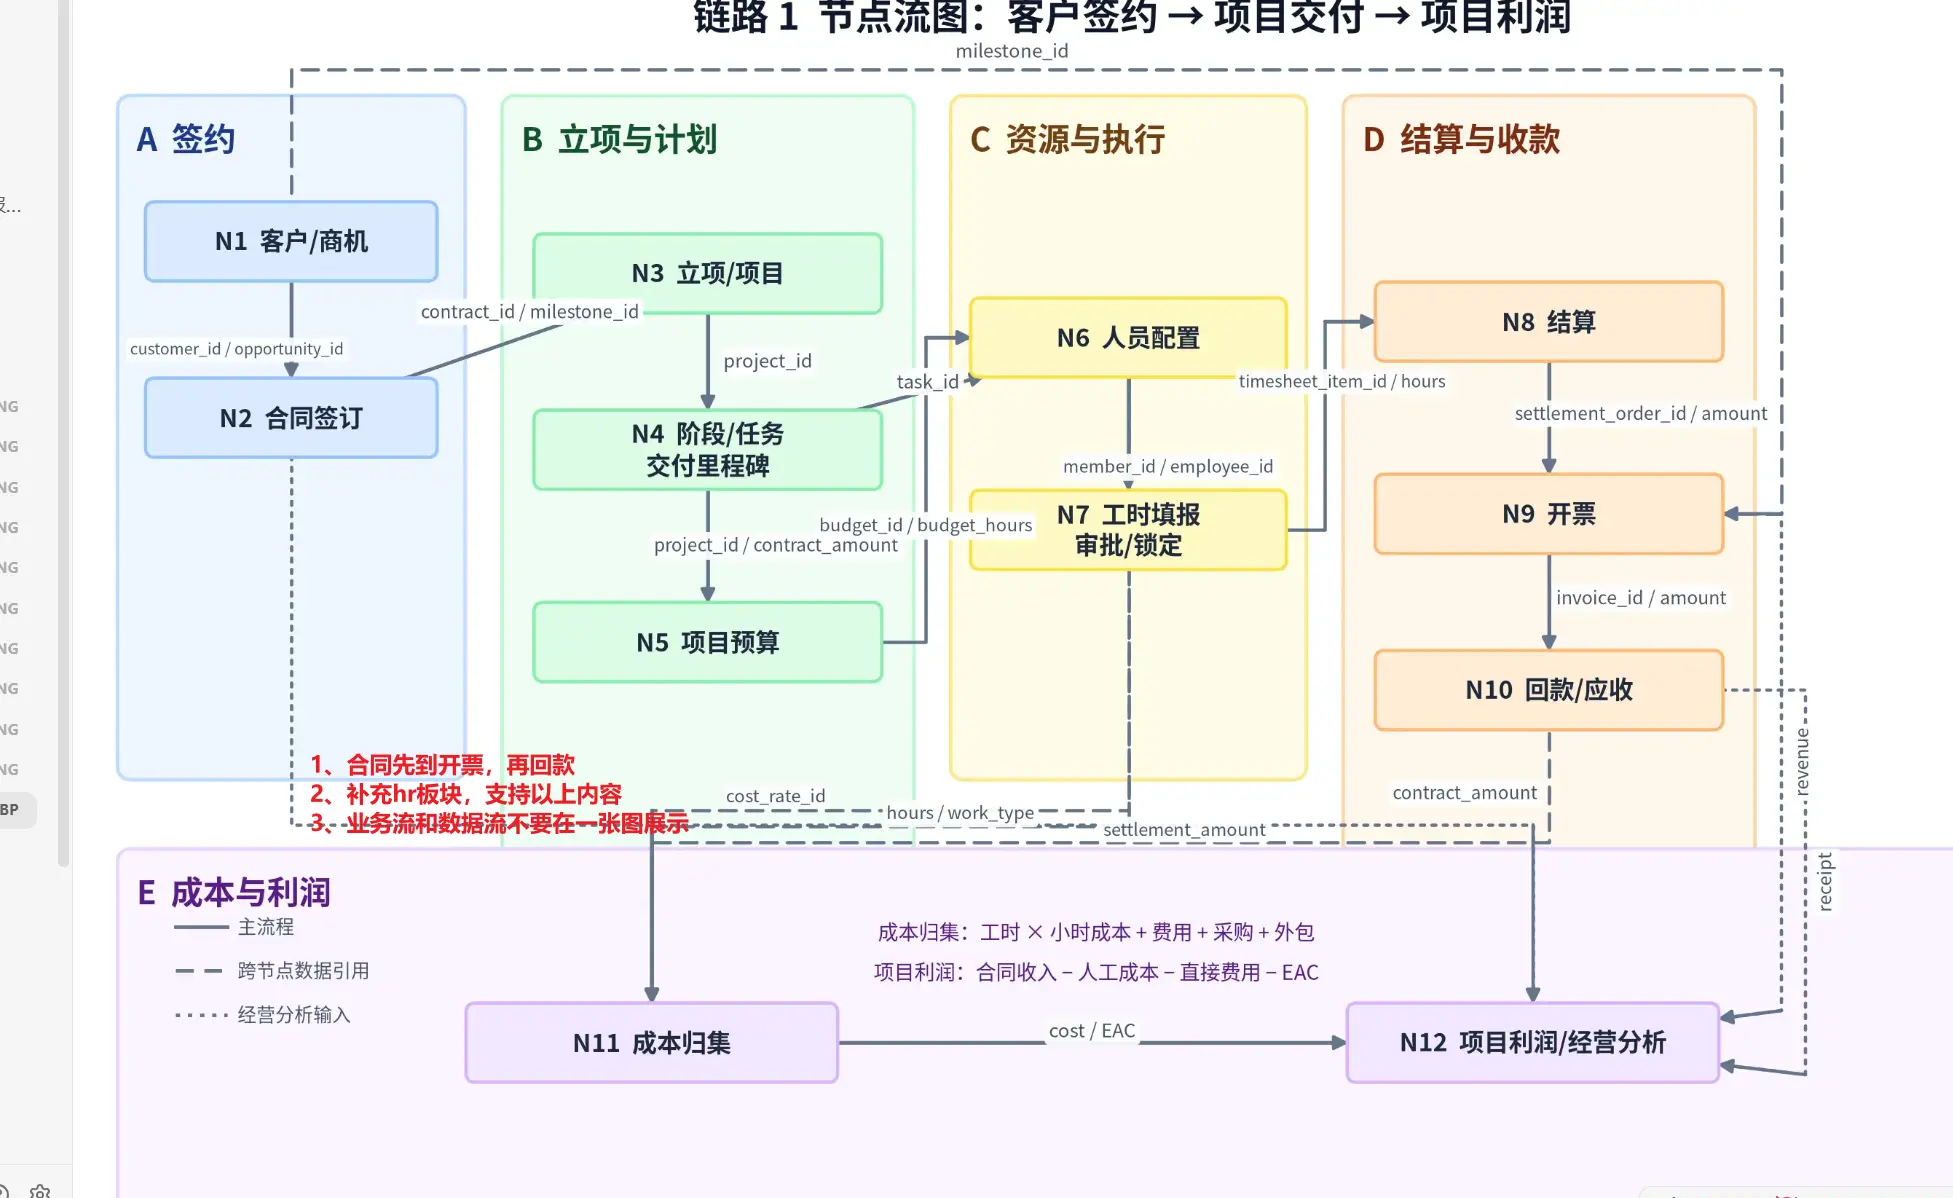 链路 1 节点流图：客户签约 → 项目交付 → 项目利润
milestone_id
A 签约
B 立项与计划
C 资源与执行
D 结算与收款
N1 客户/商机
customer_id / opportunity_id
N2 合同签订
contract_id / milestone_id
N3 立项/项目
project_id
N4 阶段/任务
交付里程碑
project_id / contract_amount
N5 项目预算
task_id
budget_id / budget_hours
N6 人员配置
member_id / employee_id
N7 工时填报
审批/锁定
timesheet_item_id / hours
N8 结算
settlement_order_id / amount
N9 开票
invoice_id / amount
N10 回款/应收
revenue
receipt
contract_amount
cost_rate_id
hours / work_type
settlement_amount
1、合同先到开票，再回款
2、补充hr板块，支持以上内容
3、业务流和数据流不要在一张图展示
E 成本与利润
主流程
跨节点数据引用
经营分析输入
成本归集：工时 × 小时成本 + 费用 + 采购 + 外包
项目利润：合同收入 − 人工成本 − 直接费用 − EAC
N11 成本归集
cost / EAC
N12 项目利润/经营分析
NG
NG
NG
NG
NG
NG
NG
NG
NG
NG
BP